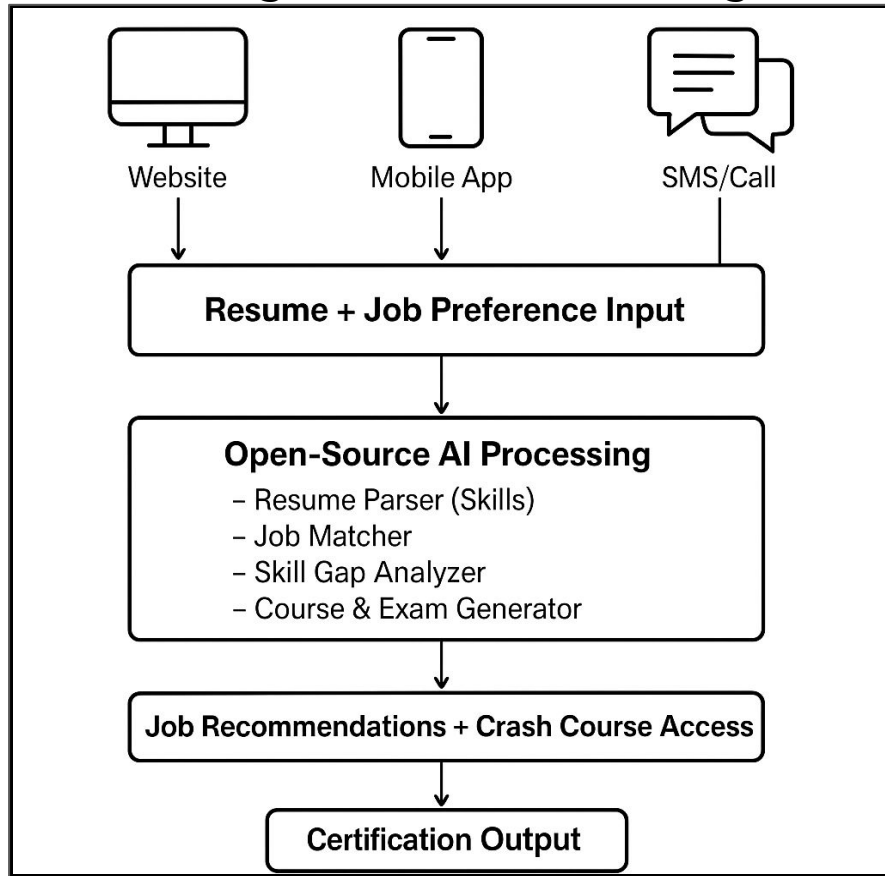 Website
Mobile App
SMS/Call
Resume + Job Preference Input
Open-Source AI Processing
– Resume Parser (Skills)
– Job Matcher
– Skill Gap Analyzer
– Course & Exam Generator
Job Recommendations + Crash Course Access
Certification Output